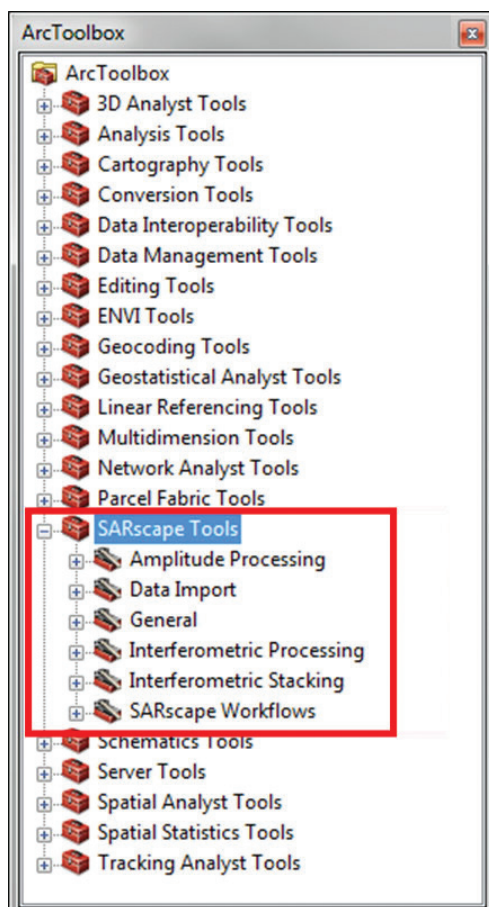 ArcToolbox
ArcToolbox
3D Analyst Tools
Analysis Tools
Cartography Tools
Conversion Tools
Data Interoperability Tools
Data Management Tools
Editing Tools
ENVI Tools
Geocoding Tools
Geostatistical Analyst Tools
Linear Referencing Tools
Multidimension Tools
Network Analyst Tools
Parcel Fabric Tools
SARscape Tools
Amplitude Processing
Data Import
General
Interferometric Processing
Interferometric Stacking
SARscape Workflows
Schematics Tools
Server Tools
Spatial Analyst Tools
Spatial Statistics Tools
Tracking Analyst Tools